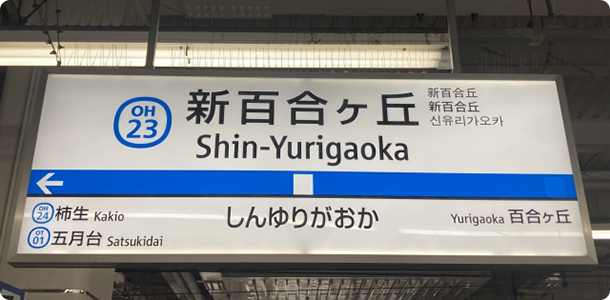 OH
23
新百合ヶ丘
Shin-Yurigaoka
新百合丘
新百合丘
신유리가오카
しんゆりがおか
OH
24
柿生 Kakio
OT
01
五月台 Satsukidai
Yurigaoka 百合ヶ丘